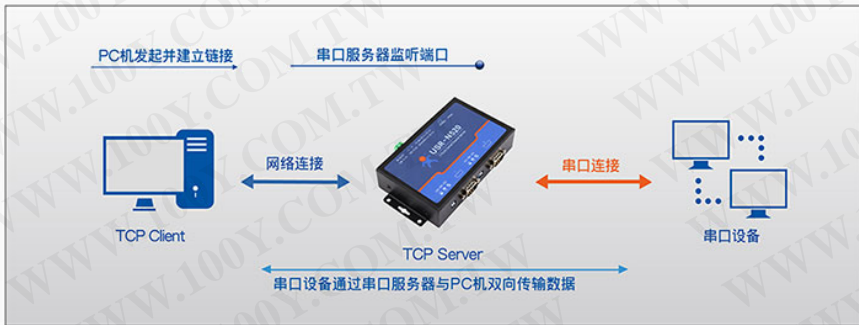 PC机发起并建立链接
串口服务器监听端口
USR-N520
网络连接
串口连接
TCP Client
TCP Server
串口设备
串口设备通过串口服务器与PC机双向传输数据
WWW.100Y.COM.TW